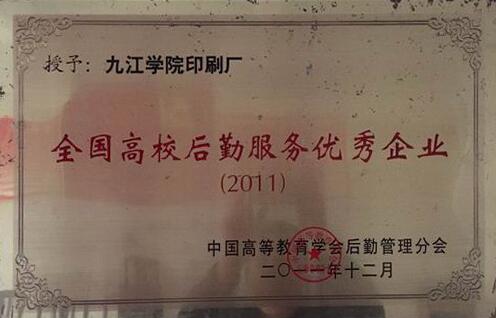 授予：九江学院印刷厂
全国高校后勤服务优秀企业
(2011)
中国高等教育学会后勤管理分会
二〇一一年十二月